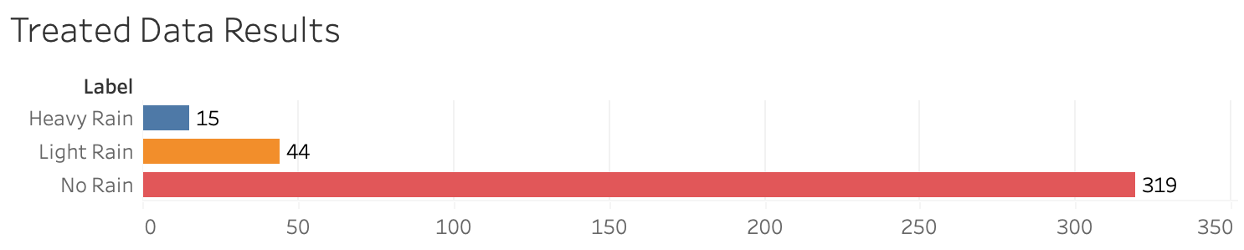 Treated Data Results
Label
Heavy Rain 15
Light Rain 44
No Rain 319
0 50 100 150 200 250 300 350